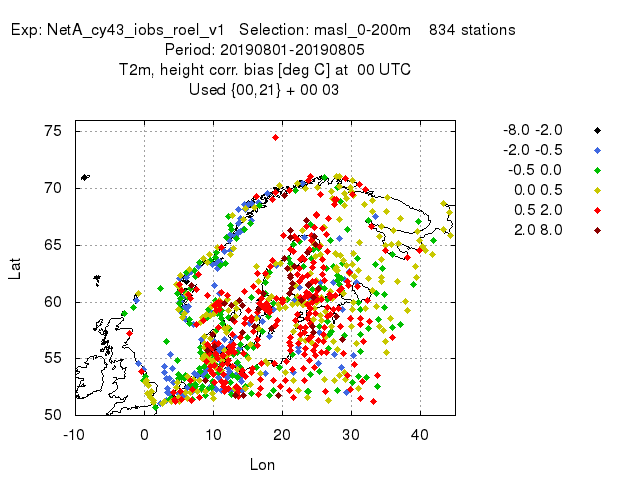 Exp: NetA_cy43_iobs_roel_v1 Selection: masl_0-200m 834 stations
Period: 20190801-20190805
T2m, height corr. bias [deg C] at 00 UTC
Used {00,21} + 00 03
-8.0 -2.0
-2.0 -0.5
-0.5 0.0
0.0 0.5
0.5 2.0
2.0 8.0
75
70
65
60
55
50
Lat
-10 0 10 20 30 40
Lon